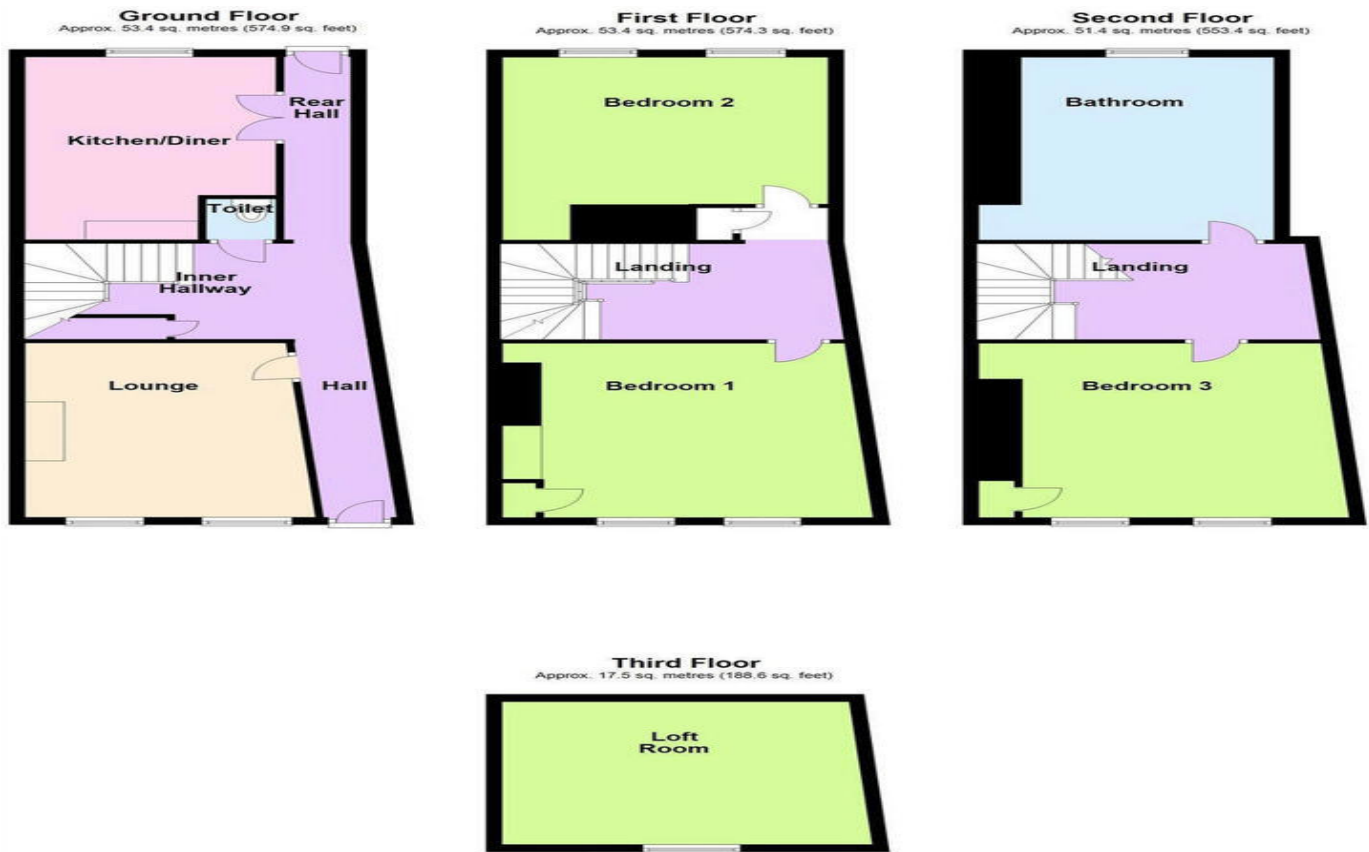 Ground Floor
Approx. 53.4 sq. metres (574.9 sq. feet)
Rear
Hall
Kitchen/Diner
Toilet
Inner
Hallway
Lounge
Hall
First Floor
Approx. 53.4 sq. metres (574.3 sq. feet)
Bedroom 2
Landing
Bedroom 1
Second Floor
Approx. 51.4 sq. metres (553.4 sq. feet)
Bathroom
Landing
Bedroom 3
Third Floor
Approx. 17.5 sq. metres (188.6 sq. feet)
Loft
Room